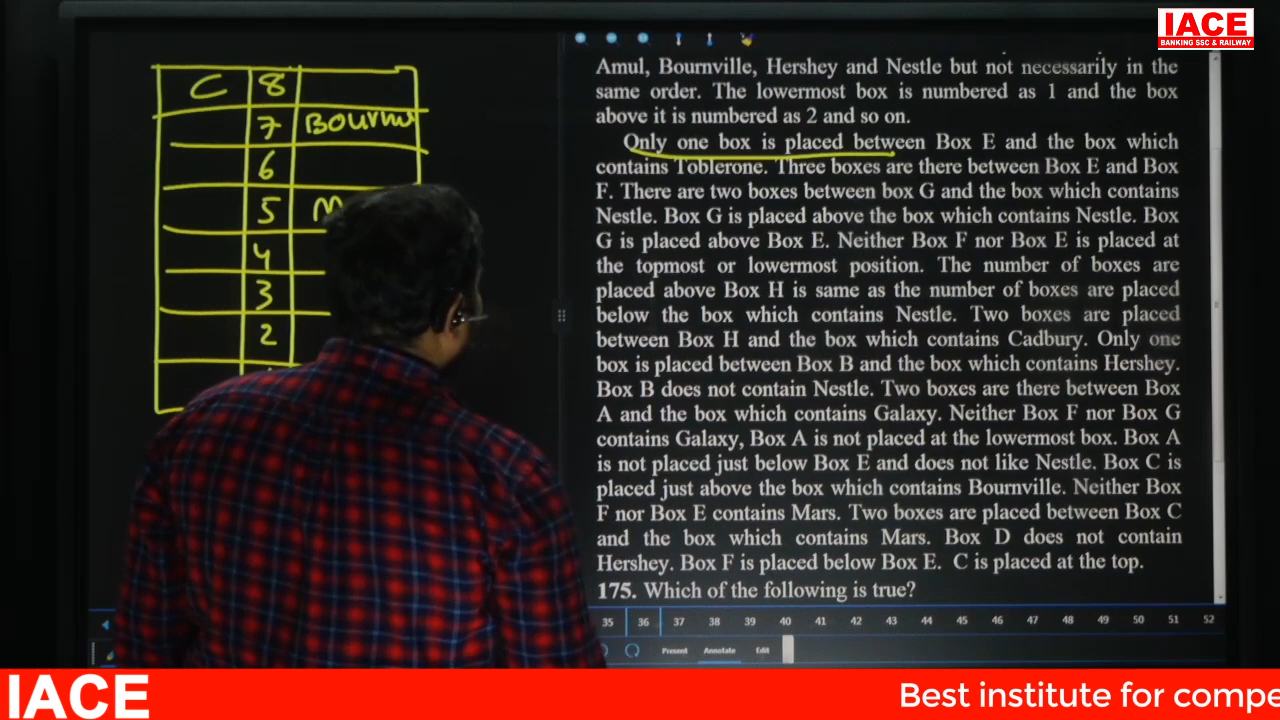 IACE
BANKING SSC & RAILWAY
C 8
7 Bournv
6
5 M
4
3
2
Amul, Bournville, Hershey and Nestle but not necessarily in the
same order. The lowermost box is numbered as 1 and the box
above it is numbered as 2 and so on.
Only one box is placed between Box E and the box which
contains Toblerone. Three boxes are there between Box E and Box
F. There are two boxes between box G and the box which contains
Nestle. Box G is placed above the box which contains Nestle. Box
G is placed above Box E. Neither Box F nor Box E is placed at
the topmost or lowermost position. The number of boxes are
placed above Box H is same as the number of boxes are placed
below the box which contains Nestle. Two boxes are placed
between Box H and the box which contains Cadbury. Only one
box is placed between Box B and the box which contains Hershey.
Box B does not contain Nestle. Two boxes are there between Box
A and the box which contains Galaxy. Neither Box F nor Box G
contains Galaxy, Box A is not placed at the lowermost box. Box A
is not placed just below Box E and does not like Nestle. Box C is
placed just above the box which contains Bournville. Neither Box
F nor Box E contains Mars. Two boxes are placed between Box C
and the box which contains Mars. Box D does not contain
Hershey. Box F is placed below Box E. C is placed at the top.
175. Which of the following is true?
35 36 37 38 39 40 41 42 43 44 45 46 47 48 49 50 51 52
Present Annotate Edit
IACE
Best institute for compe